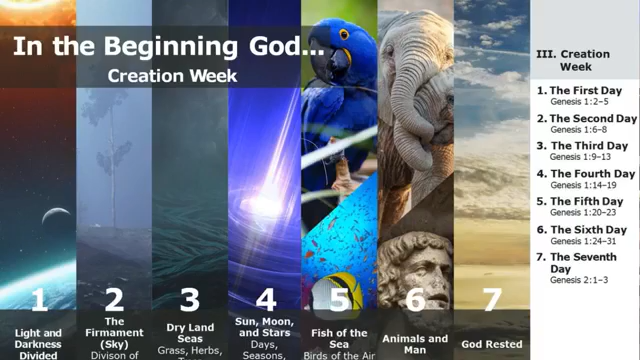 In the Beginning God...
Creation Week
1
Light and
Darkness
Divided
2
The
Firmament
(Sky)
Divison of
3
Dry Land
Seas
Grass, Herbs,
4
Sun, Moon,
and Stars
Days,
Seasons,
5
Fish of the
Sea
Birds of the Air
6
Animals and
Man
7
God Rested
III. Creation
Week
1. The First Day
Genesis 1:2–5
2. The Second Day
Genesis 1:6–8
3. The Third Day
Genesis 1:9–13
4. The Fourth Day
Genesis 1:14–19
5. The Fifth Day
Genesis 1:20–23
6. The Sixth Day
Genesis 1:24–31
7. The Seventh
Day
Genesis 2:1–3